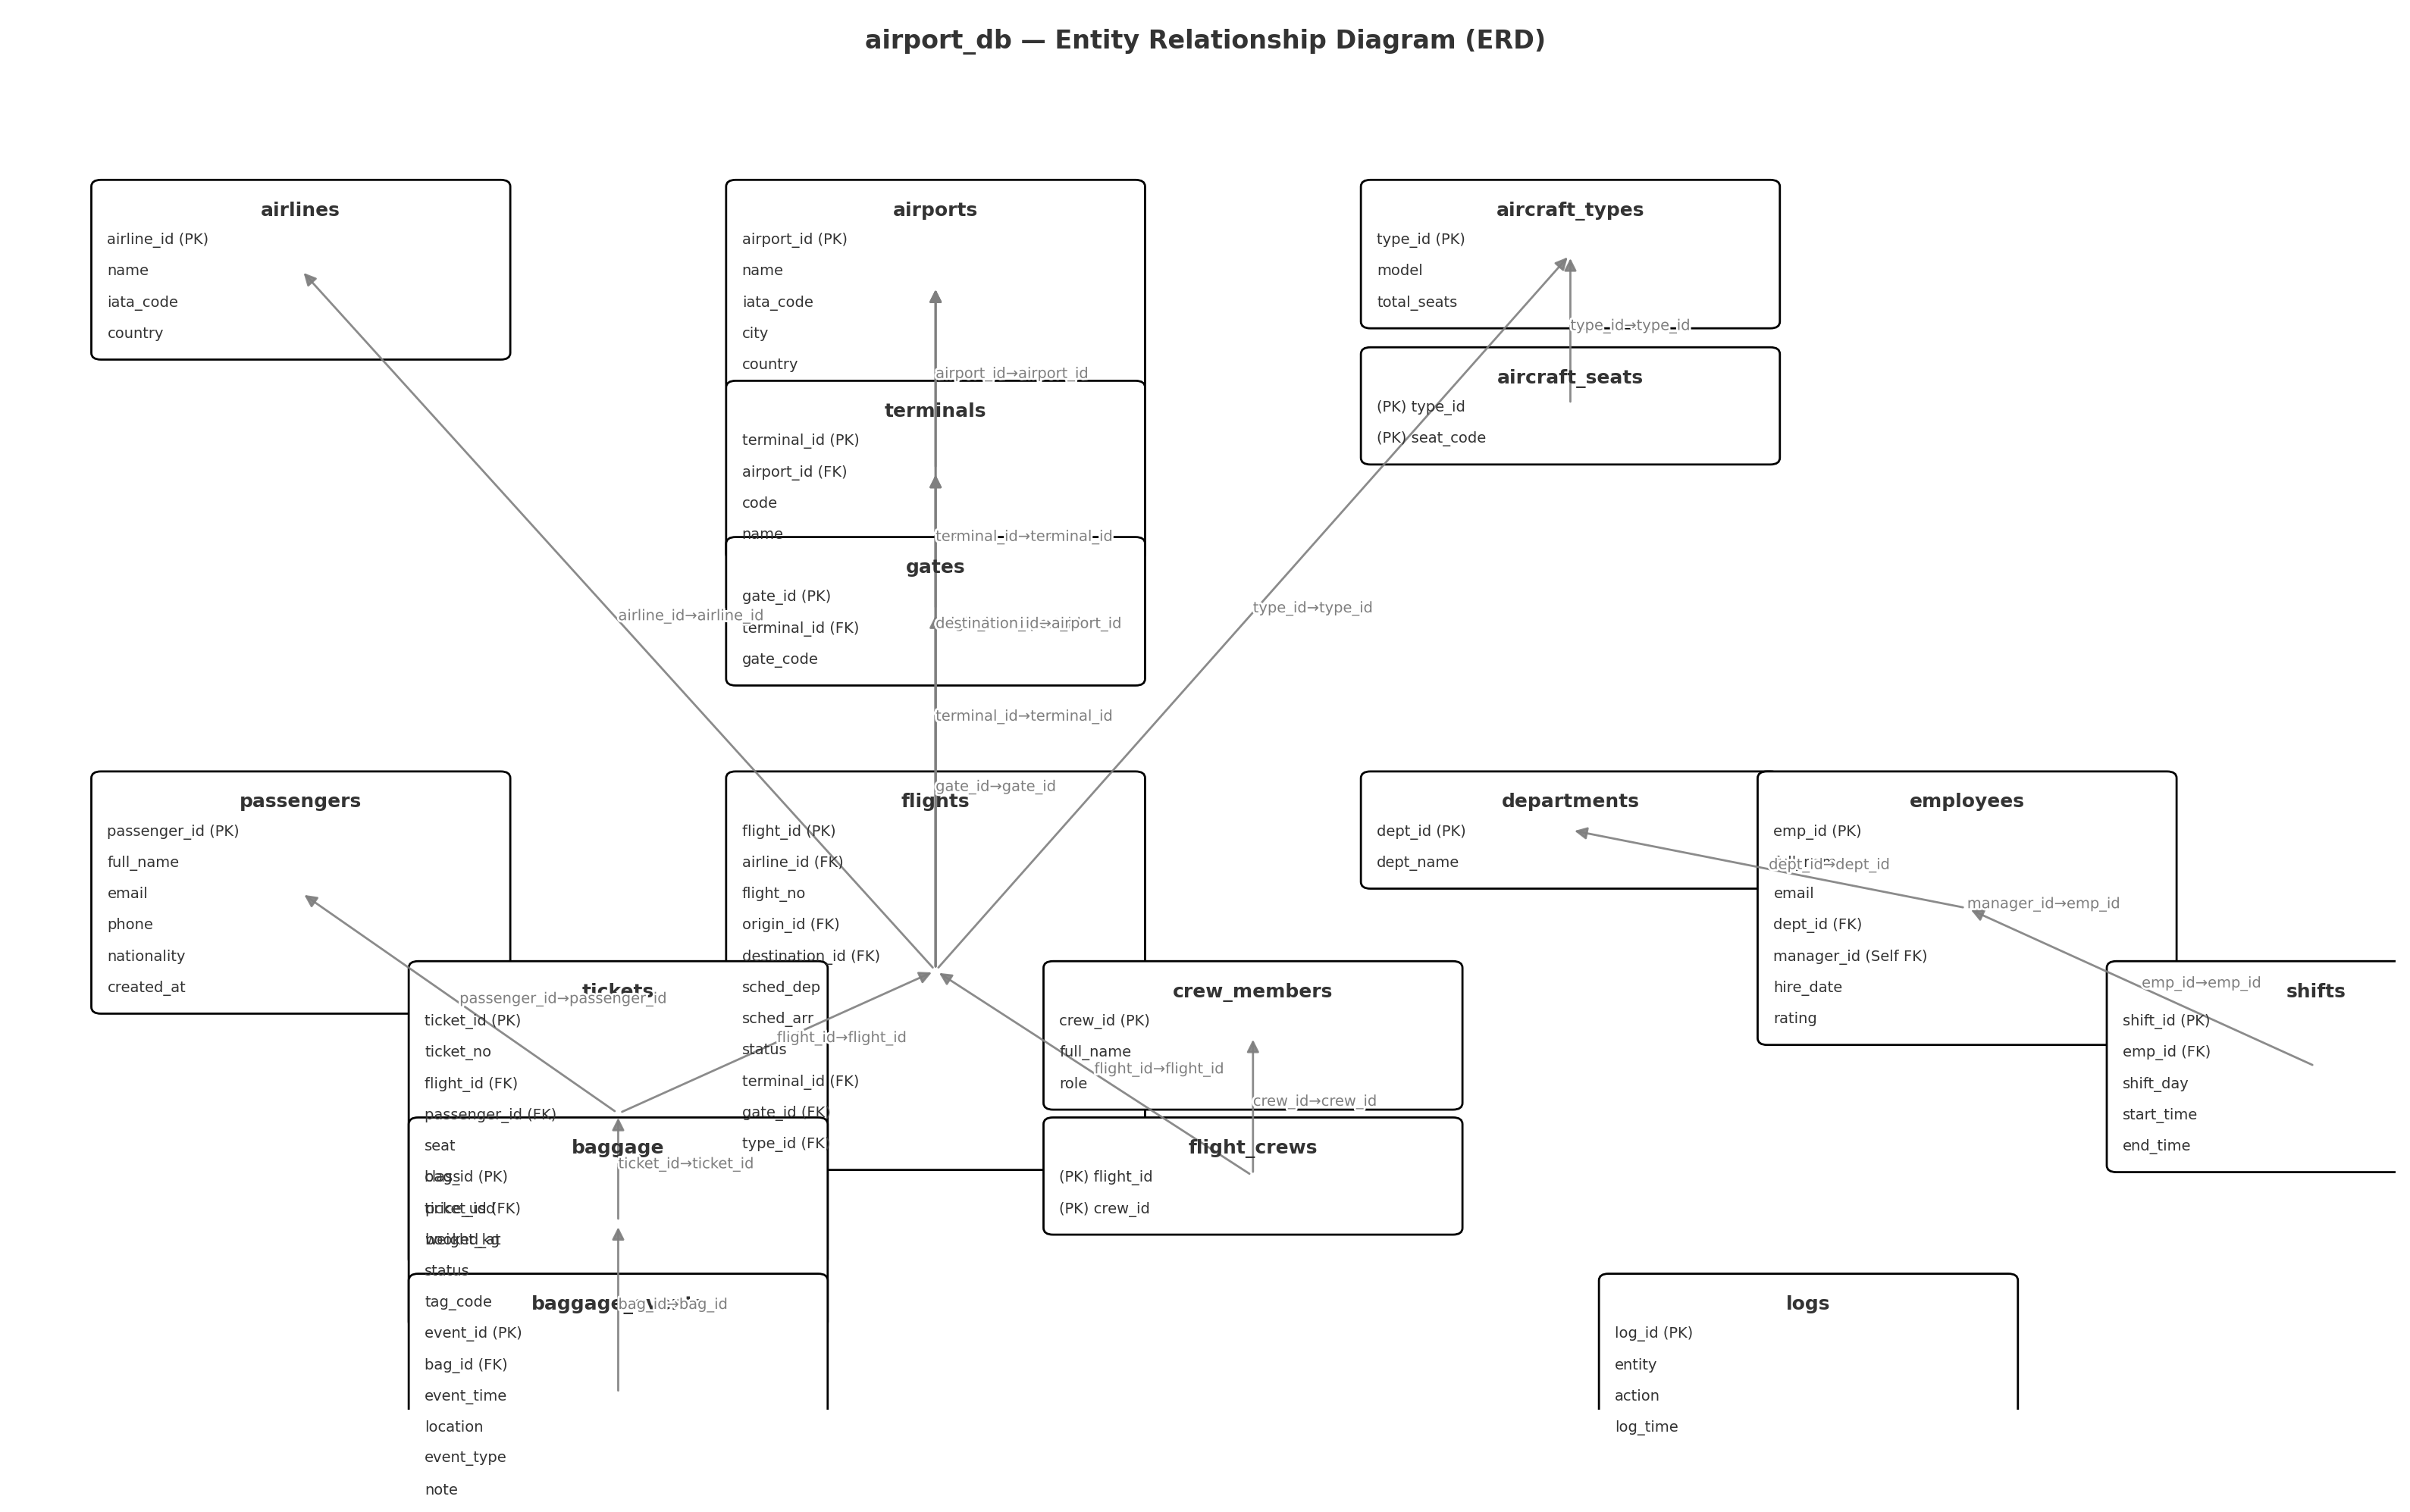 airport_db — Entity Relationship Diagram (ERD)
airlines
airline_id (PK)
name
iata_code
country
airports
airport_id (PK)
name
iata_code
city
country
aircraft_types
type_id (PK)
model
total_seats
type_id→type_id
aircraft_seats
(PK) type_id
(PK) seat_code
airport_id→airport_id
terminals
terminal_id (PK)
airport_id (FK)
code
name
terminal_id→terminal_id
gates
gate_id (PK)
terminal_id (FK)
gate_code
destination_id→airport_id
airline_id→airline_id
type_id→type_id
terminal_id→terminal_id
gate_id→gate_id
passengers
passenger_id (PK)
full_name
email
phone
nationality
created_at
flights
flight_id (PK)
airline_id (FK)
flight_no
origin_id (FK)
destination_id (FK)
sched_dep
sched_arr
status
terminal_id (FK)
gate_id (FK)
type_id (FK)
departments
dept_id (PK)
dept_name
dept_id→dept_id
employees
emp_id (PK)
email
dept_id (FK)
manager_id (Self FK)
hire_date
rating
manager_id→emp_id
emp_id→emp_id
shifts
shift_id (PK)
emp_id (FK)
shift_day
start_time
end_time
tickets
passenger_id→passenger_id
ticket_id (PK)
ticket_no
flight_id (FK)
passenger_id (FK)
seat
flight_id→flight_id
crew_members
crew_id (PK)
full_name
role
flight_id→flight_id
crew_id→crew_id
flight_crews
(PK) flight_id
(PK) crew_id
baggage
ticket_id→ticket_id
bag_id (PK)
ticket_id (FK)
status
tag_code
bag_id→bag_id
event_id (PK)
bag_id (FK)
event_time
location
event_type
note
logs
log_id (PK)
entity
action
log_time